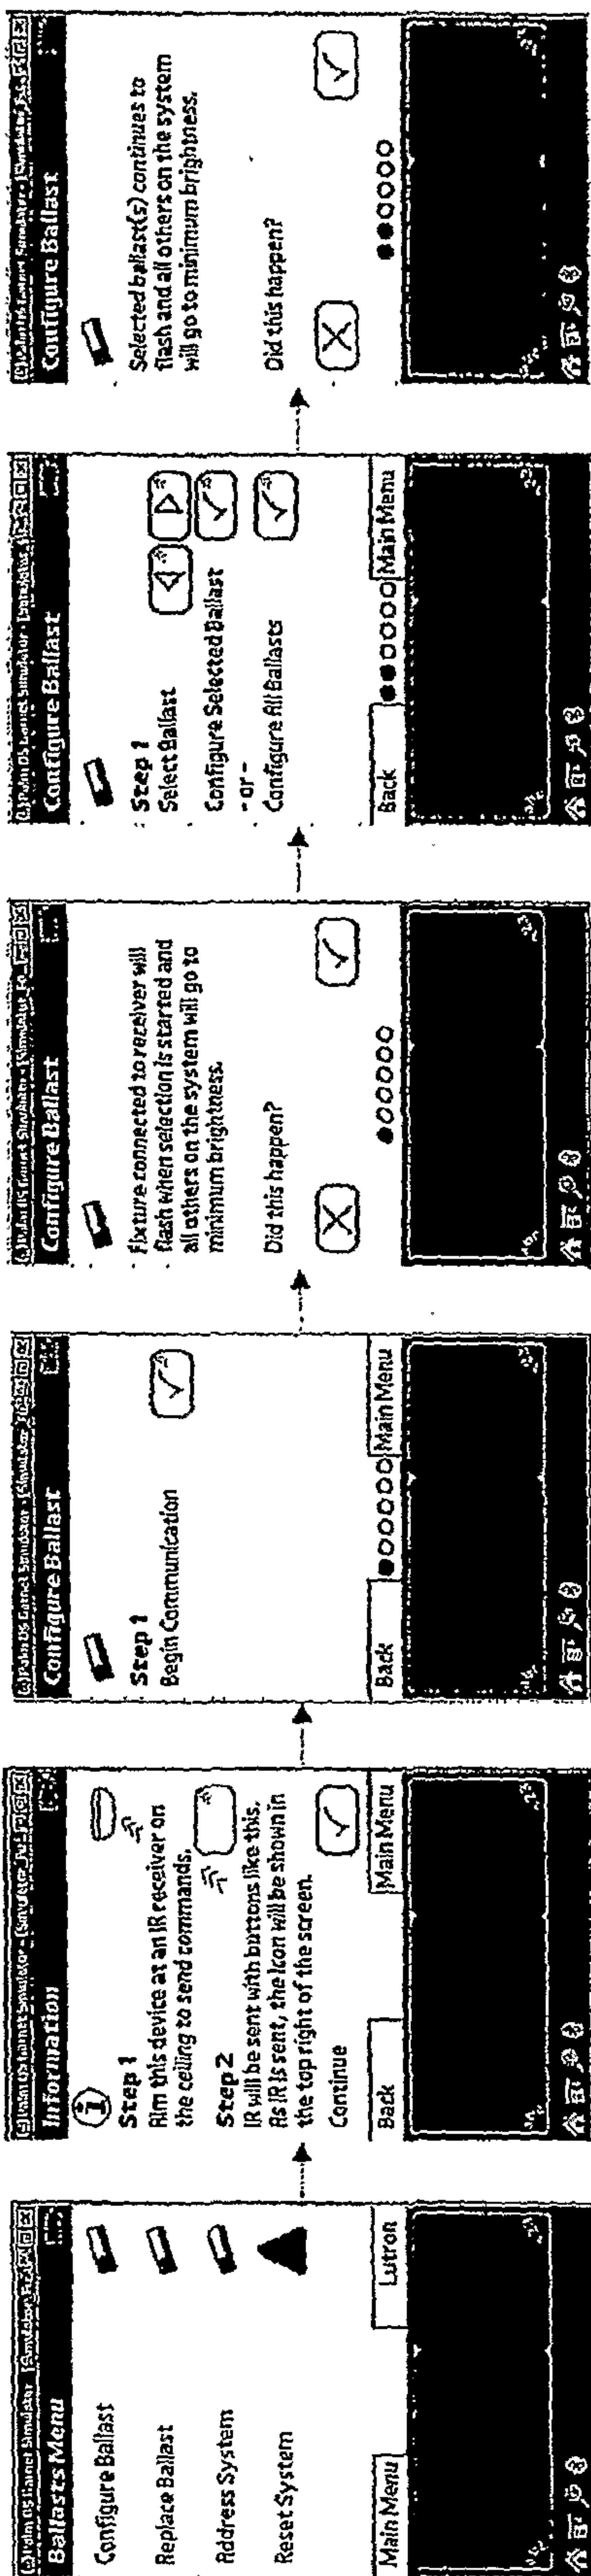 Ballasts Menu
Configure Ballast
Replace Ballast
Address System
Reset System
Main Menu
Lutron
Information
Step 1
Aim this device at an IR receiver on
the ceiling to send commands.
Step 2
IR will be sent with buttons like this.
As IR is sent, the icon will be shown in
the top right of the screen.
Continue
Back
Main Menu
Configure Ballast
Step 1
Begin Communication
Back
Main Menu
Configure Ballast
Fixture connected to receiver will
flash when selection is started and
all others on the system will go to
minimum brightness.
Did this happen?
Configure Ballast
Step 1
Select Ballast
Configure Selected Ballast
- or -
Configure All Ballasts
Back
Main Menu
Configure Ballast
Selected ballast(s) continues to
flash and all others on the system
will go to minimum brightness.
Did this happen?